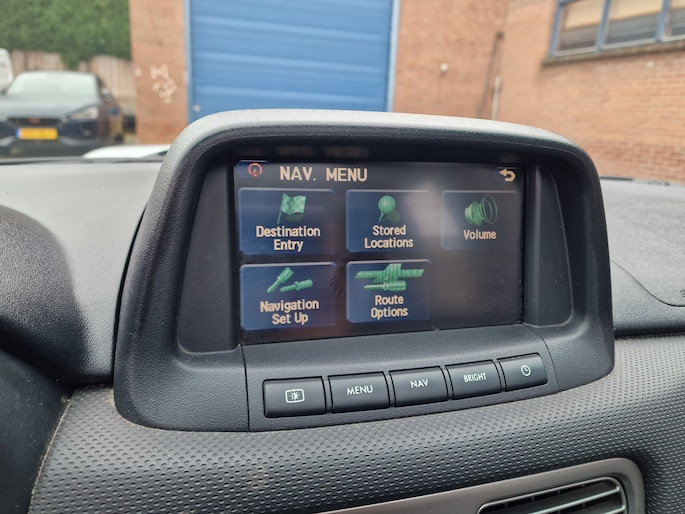 NAV. MENU
Destination
Entry
Stored
Locations
Volume
Navigation
Set Up
Route
Options
MENU
NAV
BRIGHT